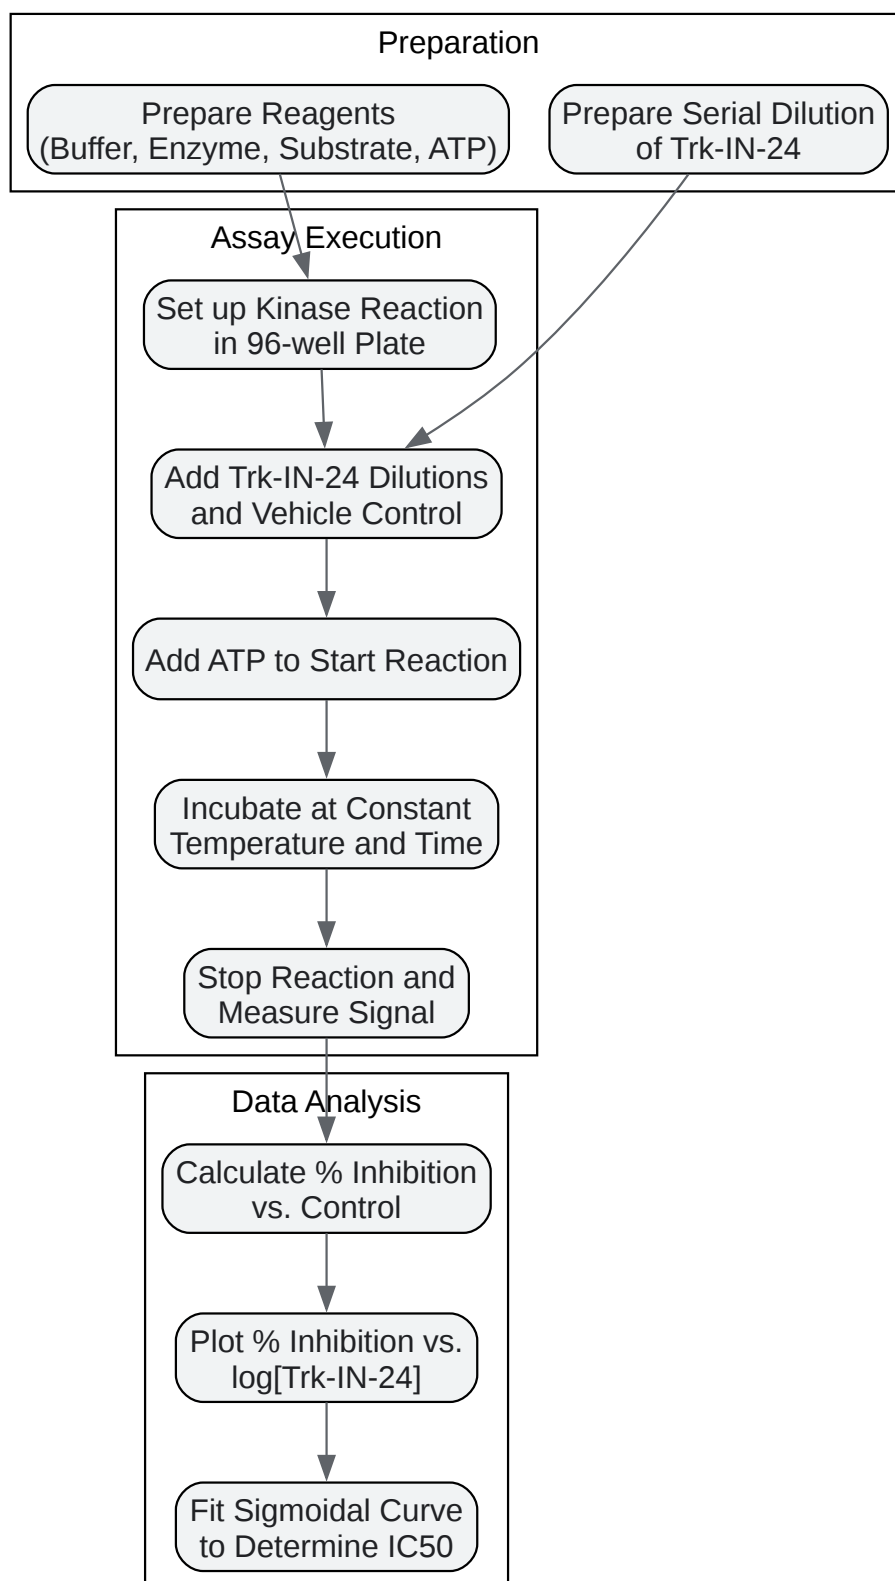 Preparation
Prepare Reagents
(Buffer, Enzyme, Substrate, ATP)
Prepare Serial Dilution
of Trk-IN-24
Assay Execution
Set up Kinase Reaction
in 96-well Plate
Add Trk-IN-24 Dilutions
and Vehicle Control
Add ATP to Start Reaction
Incubate at Constant
Temperature and Time
Stop Reaction and
Measure Signal
Data Analysis
Calculate % Inhibition
vs. Control
Plot % Inhibition vs.
log[Trk-IN-24]
Fit Sigmoidal Curve
to Determine IC50